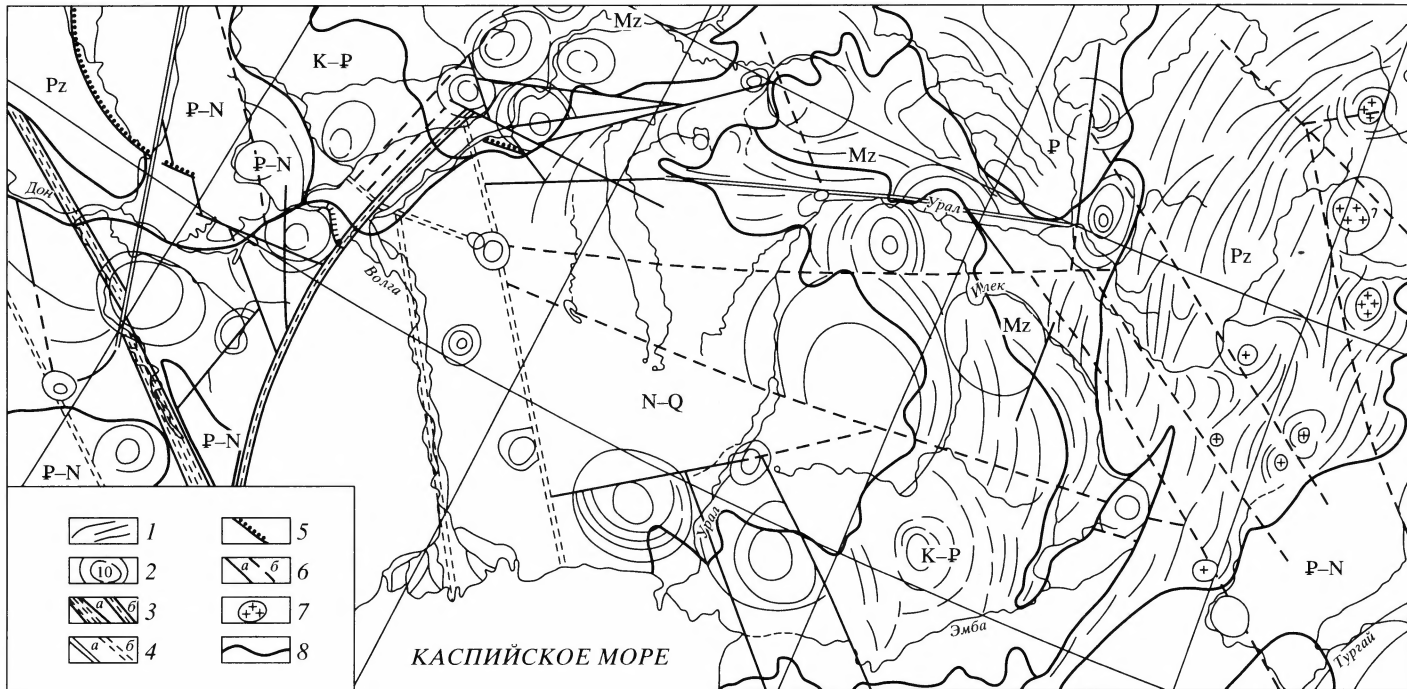 Mz
К–₽
Pz
₽–N
₽–N
Mz
₽
Дон
Урал
Pz
Волга
Илек
Mz
N–Q
₽–N
₽–N
Урал
К–₽
₽–N
Эмба
Тургай
КАСПИЙСКОЕ МОРЕ
1
10 2
а б 3
а б 4
5
а б 6
7
8